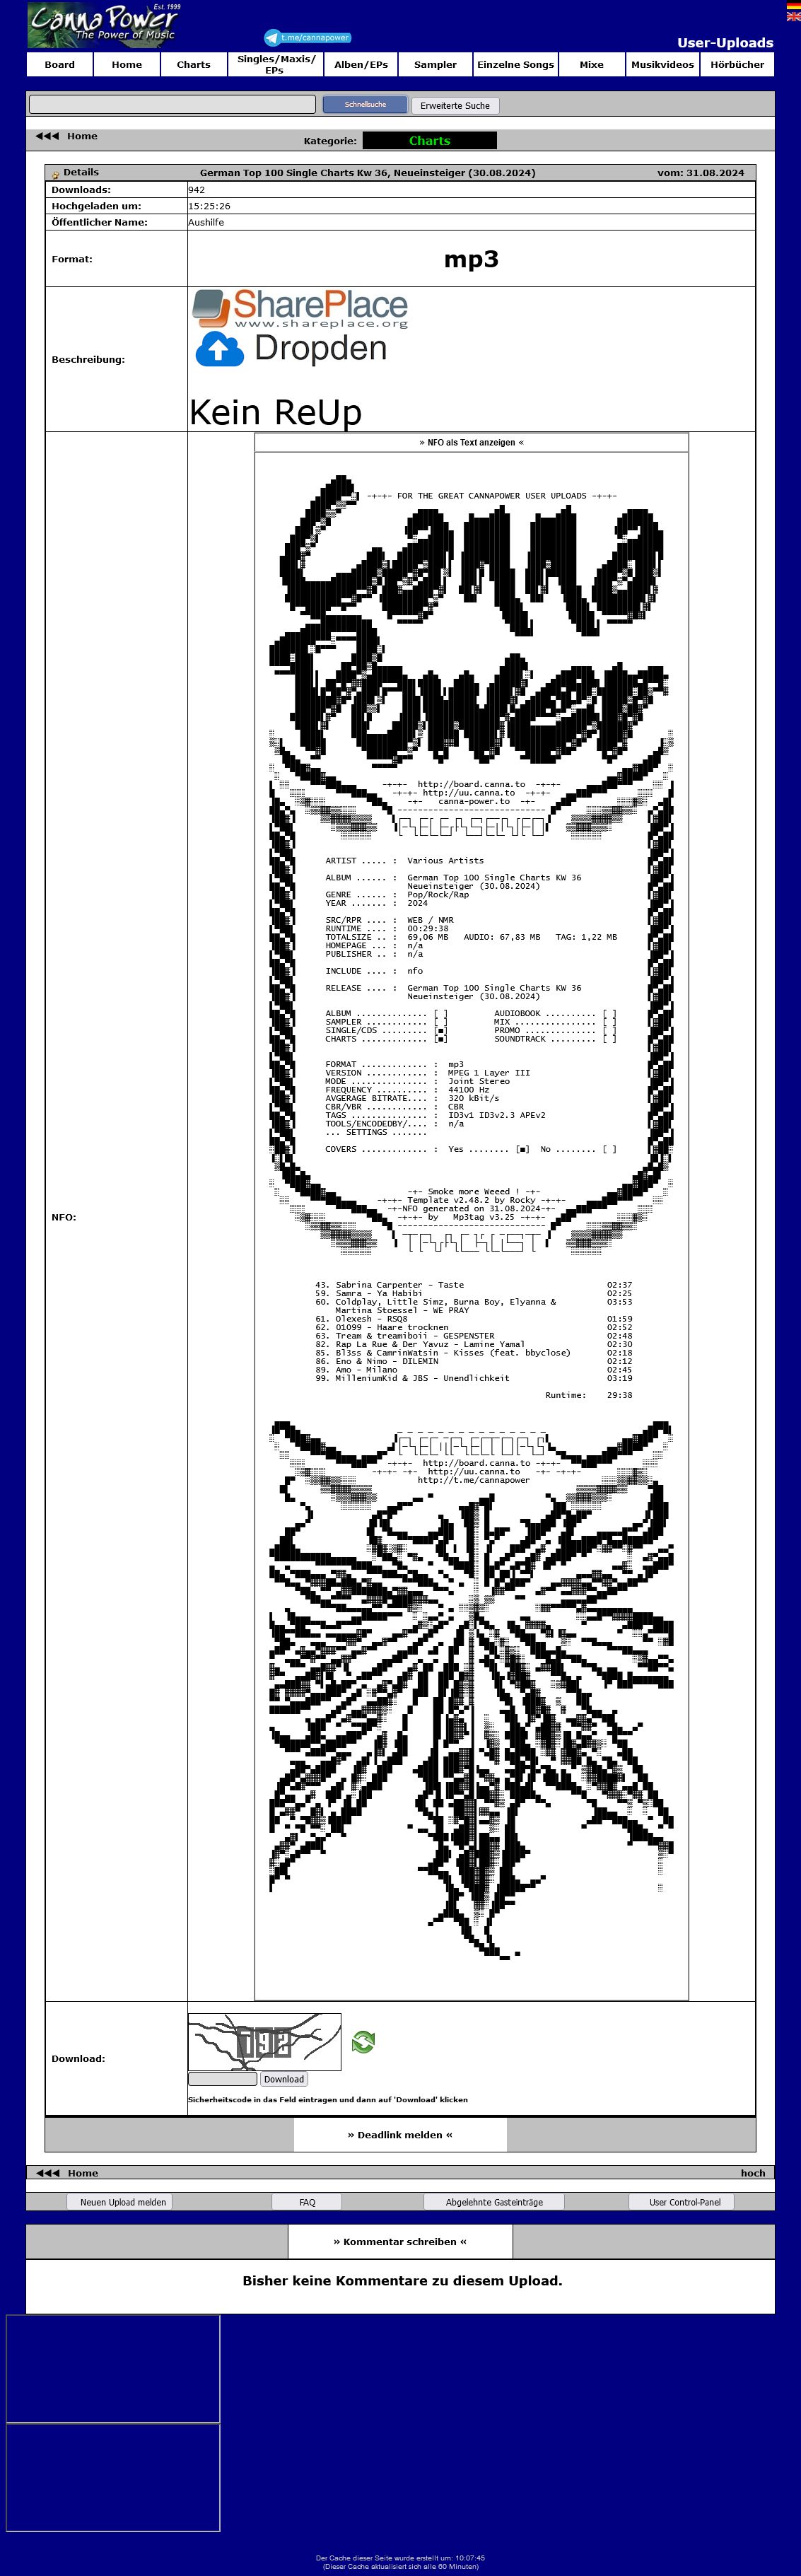 Canna Power
Est. 1999
The Power of Music
t.me/cannapower
User-Uploads
Board Home Charts Singles/Maxis/EPs Alben/EPs Sampler Einzelne Songs Mixe Musikvideos Hörbücher
Schnellsuche Erweiterte Suche
◄◄◄ Home
Kategorie: Charts
Details German Top 100 Single Charts Kw 36, Neueinsteiger (30.08.2024) vom: 31.08.2024
Downloads: 942
Hochgeladen um: 15:25:26
Öffentlicher Name: Aushilfe
Format: mp3
Beschreibung:
SharePlace
www.shareplace.org
Dropden
Kein ReUp
NFO:
» NFO als Text anzeigen «
-+-+- FOR THE GREAT CANNAPOWER USER UPLOADS -+-+-
-+-+- http://board.canna.to -+-+-
-+-+- http://uu.canna.to -+-+-
-+- canna-power.to -+-
ARTIST ..... : Various Artists
ALBUM ...... : German Top 100 Single Charts KW 36
Neueinsteiger (30.08.2024)
GENRE ...... : Pop/Rock/Rap
YEAR ....... : 2024
SRC/RPR .... : WEB / NMR
RUNTIME .... : 00:29:38
TOTALSIZE .. : 69,06 MB AUDIO: 67,83 MB TAG: 1,22 MB
HOMEPAGE ... : n/a
PUBLISHER .. : n/a
INCLUDE .... : nfo
RELEASE .... : German Top 100 Single Charts KW 36
Neueinsteiger (30.08.2024)
ALBUM .............. [ ] AUDIOBOOK .......... [ ]
SAMPLER ............ [ ] MIX ................ [ ]
SINGLE/CDS ......... [■] PROMO .............. [ ]
CHARTS ............. [■] SOUNDTRACK ......... [ ]
FORMAT ............. : mp3
VERSION ............ : MPEG 1 Layer III
MODE ............... : Joint Stereo
FREQUENCY .......... : 44100 Hz
AVGERAGE BITRATE.... : 320 kBit/s
CBR/VBR ............ : CBR
TAGS ............... : ID3v1 ID3v2.3 APEv2
TOOLS/ENCODEDBY/.... : n/a
... SETTINGS .......
COVERS ............. : Yes ........ [■] No ........ [ ]
-+- Smoke more Weeed ! -+-
-+-+- Template v2.48.2 by Rocky -+-+-
-+-NFO generated on 31.08.2024-+-
-+-+- by Mp3tag v3.25 -+-+-
43. Sabrina Carpenter - Taste 02:37
59. Samra - Ya Habibi 02:25
60. Coldplay, Little Simz, Burna Boy, Elyanna & 03:53
Martina Stoessel - WE PRAY
61. Olexesh - RSQ8 01:59
62. 01099 - Haare trocknen 02:52
63. Tream & treamiboii - GESPENSTER 02:48
82. Rap La Rue & Der Yavuz - Lamine Yamal 02:30
85. Bl3ss & CamrinWatsin - Kisses (feat. bbyclose) 02:18
86. Eno & Nimo - DILEMIN 02:12
89. Amo - Milano 02:45
99. MilleniumKid & JBS - Unendlichkeit 03:19
Runtime: 29:38
-+-+- http://board.canna.to -+-+-
-+-+- -+- http://uu.canna.to -+- -+-+-
http://t.me/cannapower
Download:
192
Download
Sicherheitscode in das Feld eintragen und dann auf 'Download' klicken
» Deadlink melden «
◄◄◄ Home hoch
Neuen Upload melden FAQ Abgelehnte Gasteinträge User Control-Panel
» Kommentar schreiben «
Bisher keine Kommentare zu diesem Upload.
Der Cache dieser Seite wurde erstellt um: 10:07:45
(Dieser Cache aktualisiert sich alle 60 Minuten)